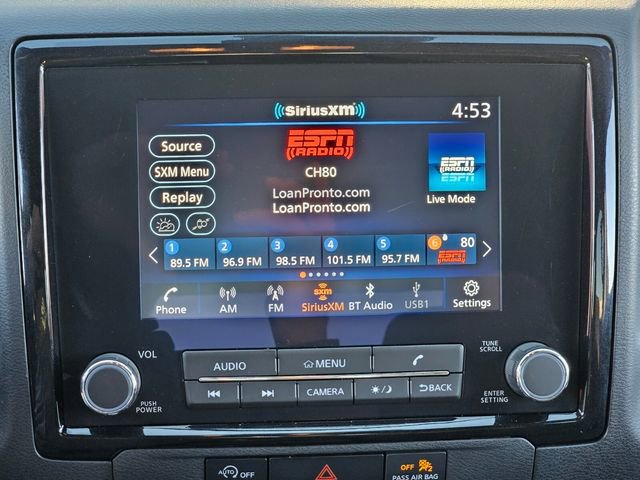 SiriusXM 4:53
Source
SXM Menu
Replay
ESPN
RADIO
CH80
LoanPronto.com
LoanPronto.com
ESPN
Live Mode
1 2 3 4 5 6 80
89.5 FM 96.9 FM 98.5 FM 101.5 FM 95.7 FM ESPN RADIO
Phone AM FM sxm SiriusXM BT Audio USB1 Settings
VOL
PUSH
POWER
AUDIO MENU
CAMERA BACK
TUNE
SCROLL
ENTER
SETTING
AUTO OFF
OFF
PASS AIR BAG